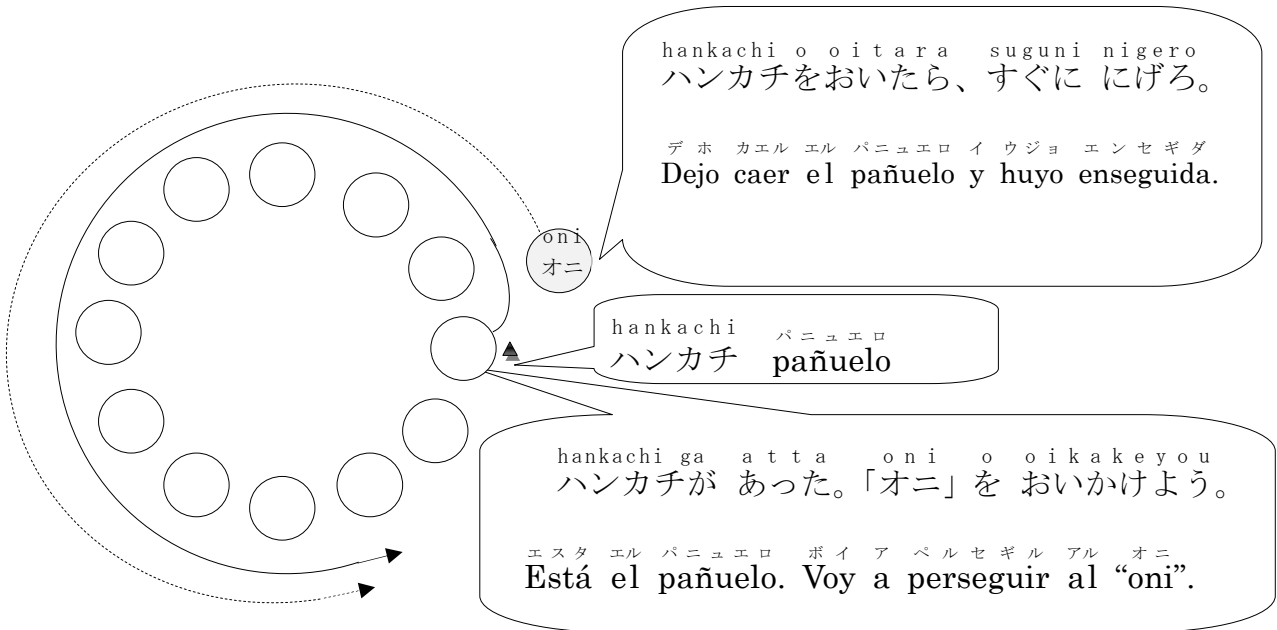 hankachi o oitara suguni nigero
ハンカチをおいたら、すぐに にげろ。
デホ カエル エル パニュエロ イ ウジョ エンセギダ
Dejo caer el pañuelo y huyo enseguida.
oni
オニ
hankachi パニュエロ
ハンカチ pañuelo
hankachi ga atta oni o oikakeyou
ハンカチが あった。「オニ」を おいかけよう。
エスタ エル パニュエロ ボイ ア ペルセギル アル オニ
Está el pañuelo. Voy a perseguir al “oni”.